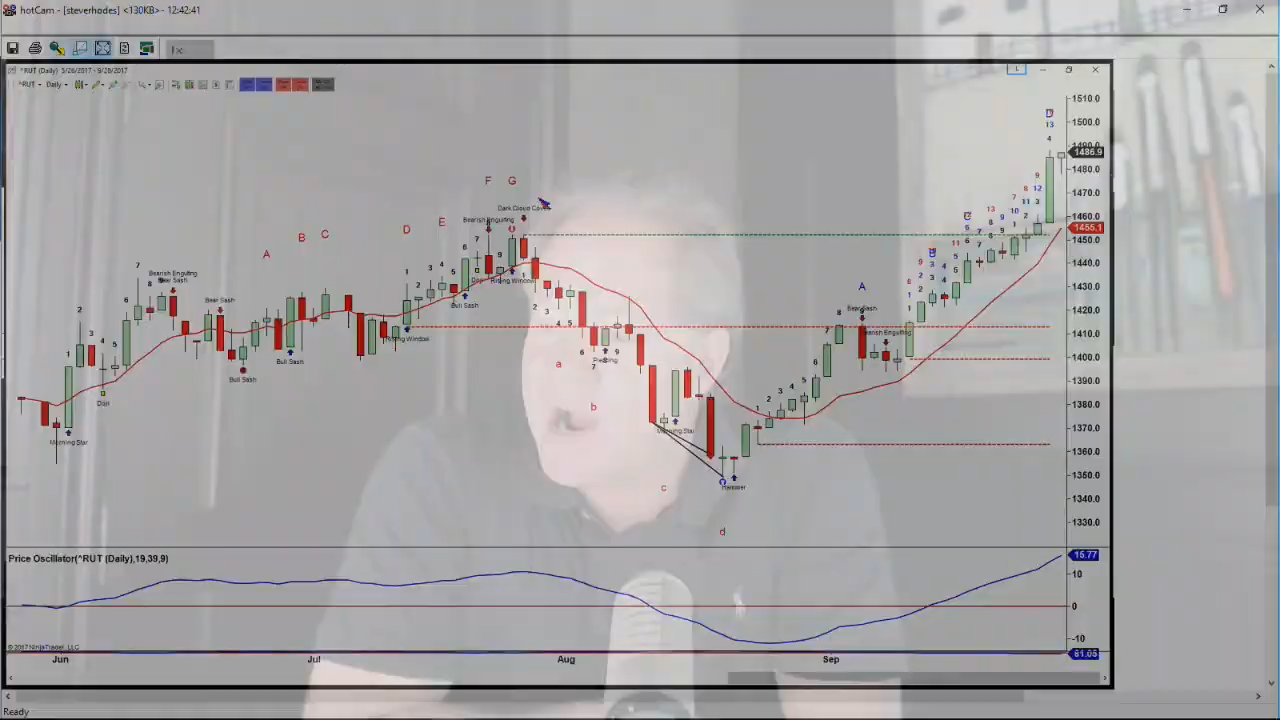 hotCam - [steverhodes] <130KB> - 12:42:41
^RUT (Daily) 5/26/2017 - 9/28/2017
^RUT
Daily
1510.0
1500.0
1490.0
1486.9
1470.0
1460.0
1455.1
1450.0
1440.0
1430.0
1420.0
1410.0
1400.0
1390.0
1380.0
1370.0
1360.0
1350.0
1340.0
1330.0
F G
Dark Cloud Cover
Bearish Engulfing
A B C D E
Bearish Engulfing
Bear Sash
Bear Sash
Bull Sash
Rising Window
Bull Sash
Bull Sash
Rising Window
Doji
Doji
Morning Star
Piercing
a
b
c
d
Morning Star
Hammer
A
Bear Sash
Bearish Engulfing
Price Oscillator(^RUT (Daily),19,39,9)
15.77
10
0
-10
© 2017 NinjaTrader, LLC
81.05
Jun Jul Aug Sep
Ready